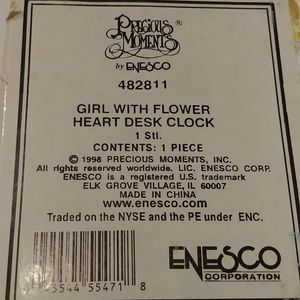 PRECIOUS ®
MOMENTS
by ENESCO
482811
GIRL WITH FLOWER
HEART DESK CLOCK
1 Stl.
CONTENTS: 1 PIECE
© 1998 PRECIOUS MOMENTS, INC.
All rights reserved worldwide. LIC. ENESCO CORP.
ENESCO is a registered U.S. trademark
ELK GROVE VILLAGE, IL 60007
MADE IN CHINA
www.enesco.com
Traded on the NYSE and the PE under ENC.
ENESCO
CORPORATION
55471 8